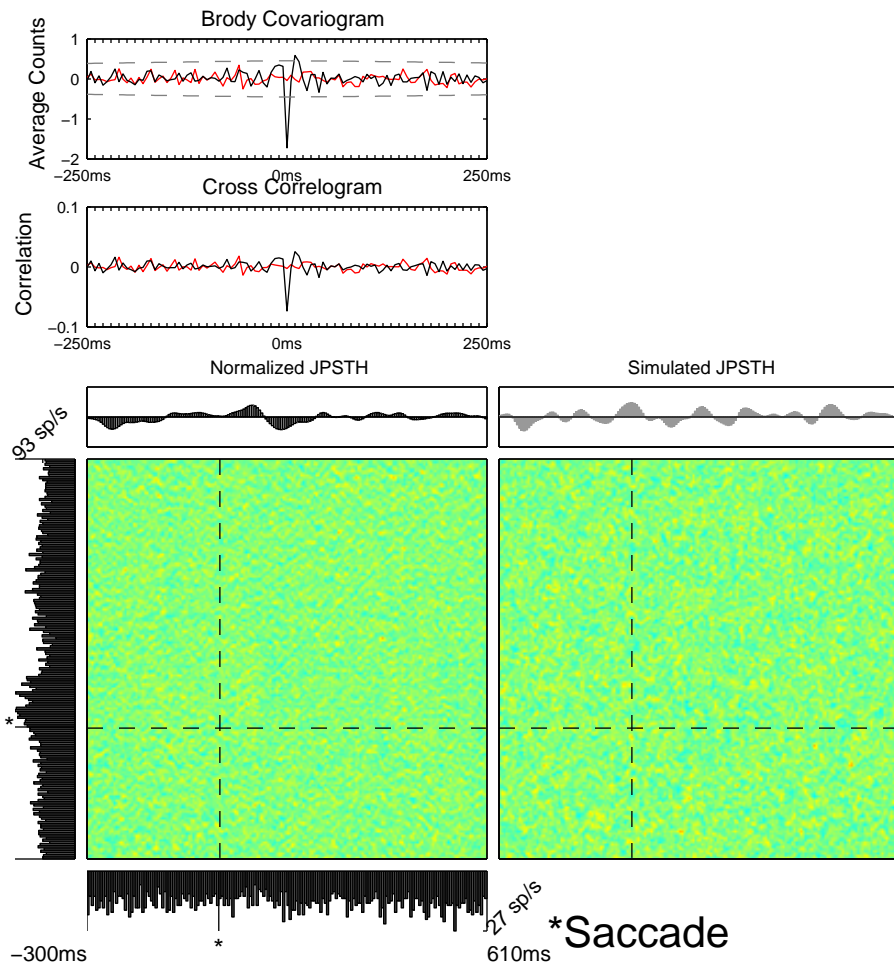 Brody Covariogram
Average Counts
1
0
−1
−2
−250ms
0ms
250ms
Cross Correlogram
Correlation
0.1
0
−0.1
−250ms
0ms
250ms
Normalized JPSTH
Simulated JPSTH
93 sp/s
*
27 sp/s
*
*Saccade
−300ms
610ms